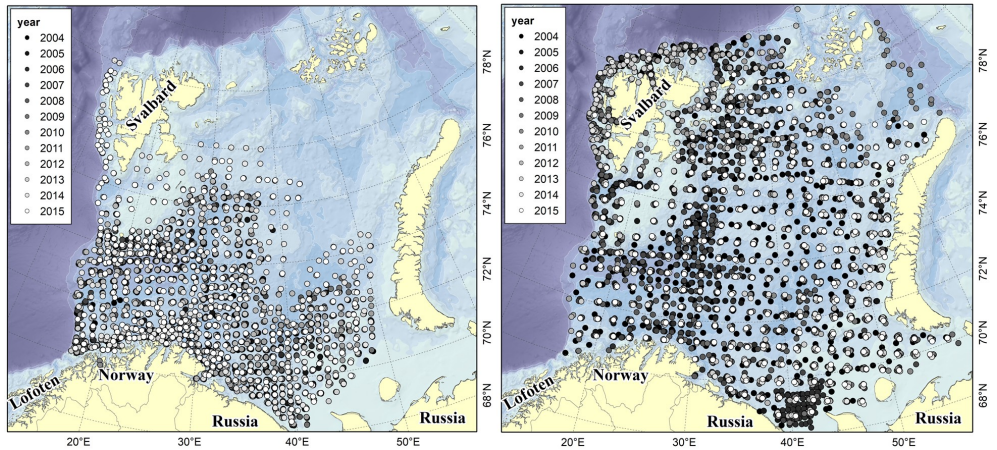 year
2004
2005
2006
2007
2008
2009
2010
2011
2012
2013
2014
2015
Svalbard
78°N
76°N
74°N
72°N
70°N
68°N
Lofoten
Norway
Russia
Russia
20°E
30°E
40°E
50°E
year
2004
2005
2006
2007
2008
2009
2010
2011
2012
2013
2014
2015
Svalbard
78°N
76°N
74°N
72°N
70°N
68°N
Lofoten
Norway
Russia
Russia
20°E
30°E
40°E
50°E